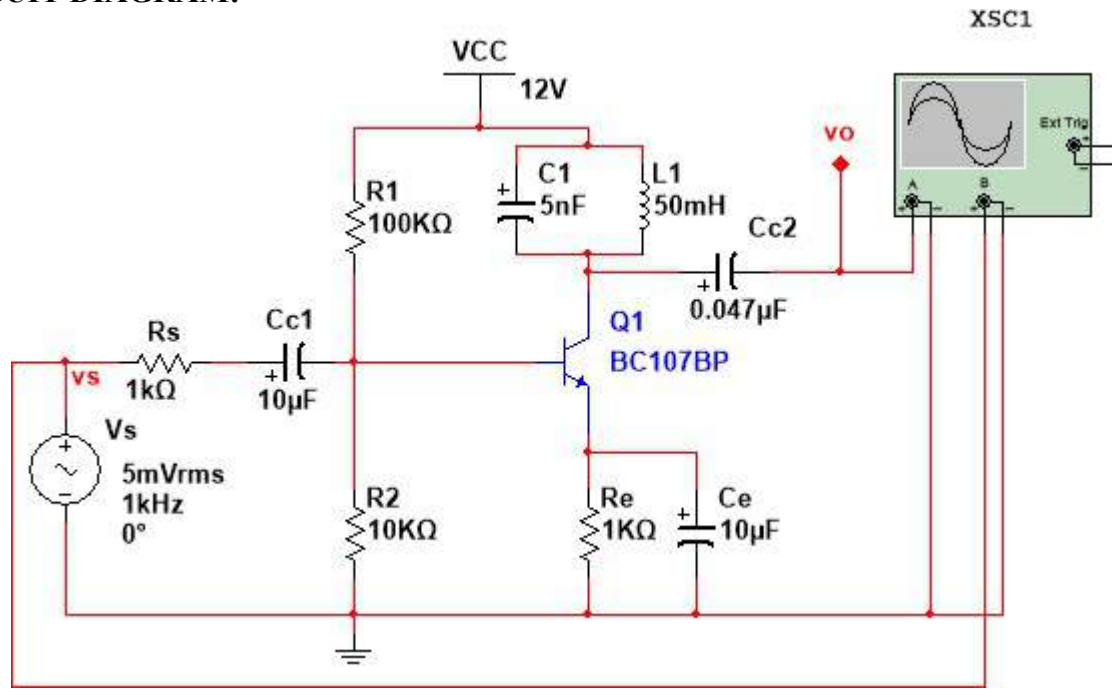 XSC1
VCC
12V
vo
Ext Trig
+
-
A
B
+ - + -
R1
100KΩ
C1
+
5nF
L1
50mH
Cc2
+
0.047µF
Q1
BC107BP
Rs
1kΩ
Cc1
+
10µF
vs
Vs
+
-
5mVrms
1kHz
0°
R2
10KΩ
Re
1KΩ
Ce
+
10µF